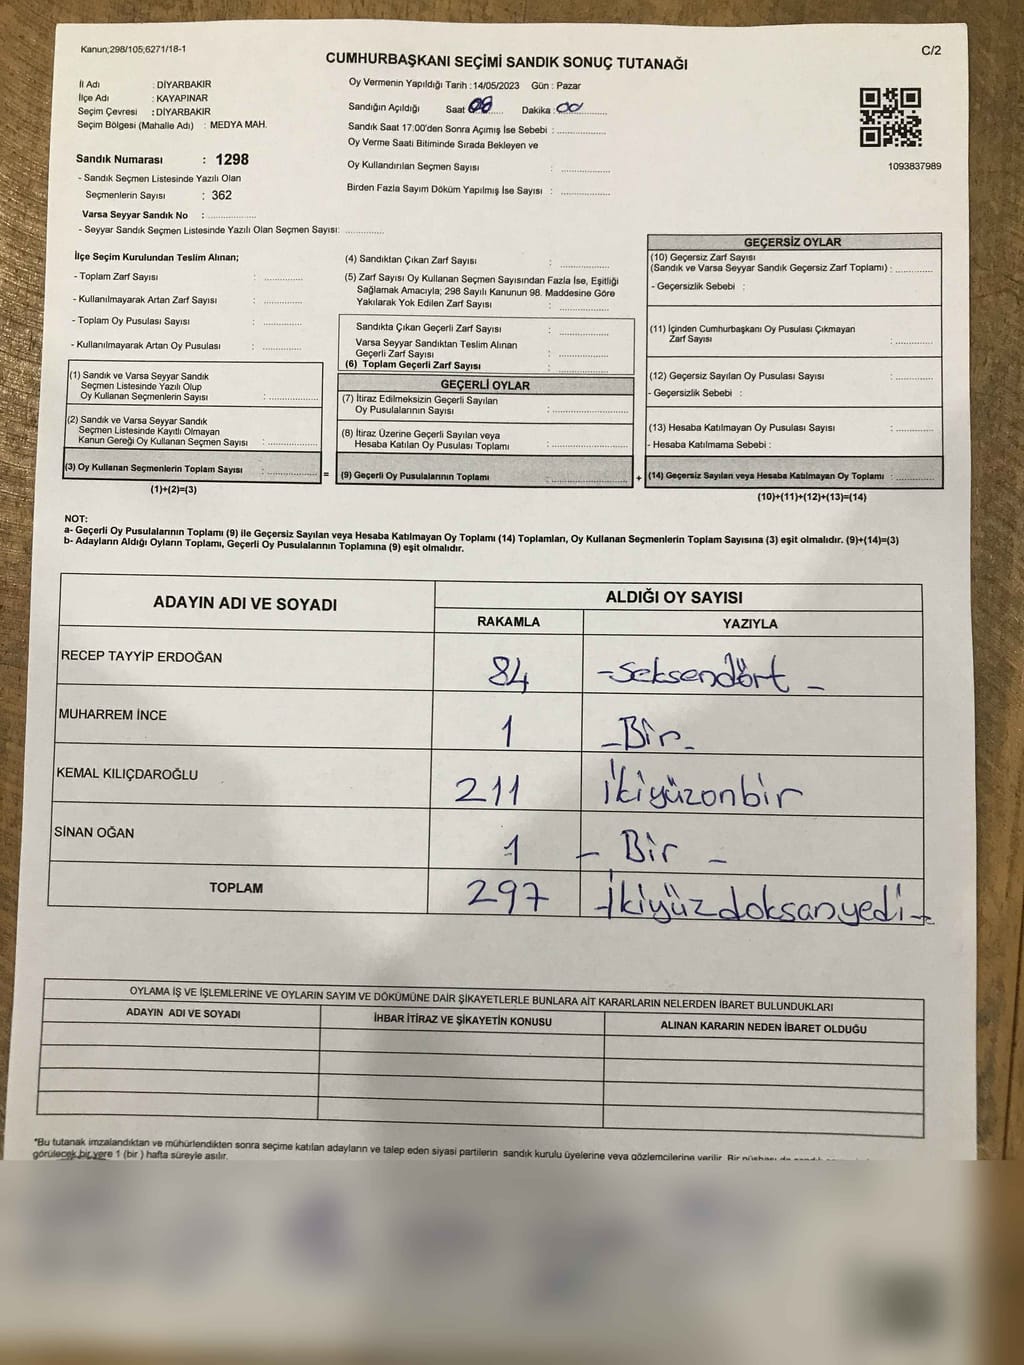 Kanun;298/105;6271/18-1
C/2
CUMHURBAŞKANI SEÇİMİ SANDIK SONUÇ TUTANAĞI
İl Adı : DİYARBAKIR
İlçe Adı : KAYAPINAR
Seçim Çevresi : DİYARBAKIR
Seçim Bölgesi (Mahalle Adı) : MEDYA MAH.
Oy Vermenin Yapıldığı Tarih : 14/05/2023 Gün : Pazar
Sandığın Açıldığı Saat 08 Dakika : 00
Sandık Saat 17:00'den Sonra Açımış İse Sebebi : ..............
Oy Verme Saati Bitiminde Sırada Bekleyen ve
Oy Kullandırılan Seçmen Sayısı : ..............
Birden Fazla Sayım Döküm Yapılmış İse Sayısı : ..............
1093837989
Sandık Numarası : 1298
- Sandık Seçmen Listesinde Yazılı Olan
Seçmenlerin Sayısı : 362
Varsa Seyyar Sandık No : ..............
- Seyyar Sandık Seçmen Listesinde Yazılı Olan Seçmen Sayısı: ..............
İlçe Seçim Kurulundan Teslim Alınan;
- Toplam Zarf Sayısı : ..............
- Kullanılmayarak Artan Zarf Sayısı : ..............
- Toplam Oy Pusulası Sayısı : ..............
- Kullanılmayarak Artan Oy Pusulası : ..............
(1) Sandık ve Varsa Seyyar Sandık
Seçmen Listesinde Yazılı Olup
Oy Kullanan Seçmenlerin Sayısı : ..............
(2) Sandık ve Varsa Seyyar Sandık
Seçmen Listesinde Kayıtlı Olmayan
Kanun Gereği Oy Kullanan Seçmen Sayısı : ..............
(3) Oy Kullanan Seçmenlerin Toplam Sayısı : ..............
(1)+(2)=(3)
(4) Sandıktan Çıkan Zarf Sayısı : ..............
(5) Zarf Sayısı Oy Kullanan Seçmen Sayısından Fazla İse, Eşitliği
Sağlamak Amacıyla; 298 Sayılı Kanunun 98. Maddesine Göre
Yakılarak Yok Edilen Zarf Sayısı : ..............
Sandıkta Çıkan Geçerli Zarf Sayısı : ..............
Varsa Seyyar Sandıktan Teslim Alınan
Geçerli Zarf Sayısı : ..............
(6) Toplam Geçerli Zarf Sayısı : ..............
GEÇERLİ OYLAR
(7) İtiraz Edilmeksizin Geçerli Sayılan
Oy Pusulalarının Sayısı : ..............
(8) İtiraz Üzerine Geçerli Sayılan veya
Hesaba Katılan Oy Pusulası Toplamı : ..............
= (9) Geçerli Oy Pusulalarının Toplamı : ..............
GEÇERSİZ OYLAR
(10) Geçersiz Zarf Sayısı
(Sandık ve Varsa Seyyar Sandık Geçersiz Zarf Toplamı) : ..............
- Geçersizlik Sebebi :
(11) İçinden Cumhurbaşkanı Oy Pusulası Çıkmayan
Zarf Sayısı : ..............
(12) Geçersiz Sayılan Oy Pusulası Sayısı : ..............
- Geçersizlik Sebebi :
(13) Hesaba Katılmayan Oy Pusulası Sayısı : ..............
- Hesaba Katılmama Sebebi :
+ (14) Geçersiz Sayılan veya Hesaba Katılmayan Oy Toplamı : ..............
(10)+(11)+(12)+(13)=(14)
NOT:
a- Geçerli Oy Pusulalarının Toplamı (9) ile Geçersiz Sayılan veya Hesaba Katılmayan Oy Toplamı (14) Toplamları, Oy Kullanan Seçmenlerin Toplam Sayısına (3) eşit olmalıdır. (9)+(14)=(3)
b- Adayların Aldığı Oyların Toplamı, Geçerli Oy Pusulalarının Toplamına (9) eşit olmalıdır.
ADAYIN ADI VE SOYADI
ALDIĞI OY SAYISI
RAKAMLA YAZIYLA
RECEP TAYYİP ERDOĞAN 84 -seksendört-
MUHARREM İNCE 1 -Bir-
KEMAL KILIÇDAROĞLU 211 İkiyüzonbir
SİNAN OĞAN 1 - Bir -
TOPLAM 297 -İkiyüzdoksanyedi-
OYLAMA İŞ VE İŞLEMLERİNE VE OYLARIN SAYIM VE DÖKÜMÜNE DAİR ŞİKAYETLERLE BUNLARA AİT KARARLARIN NELERDEN İBARET BULUNDUKLARI
ADAYIN ADI VE SOYADI İHBAR İTİRAZ VE ŞİKAYETİN KONUSU ALINAN KARARIN NEDEN İBARET OLDUĞU
*Bu tutanak imzalandıktan ve mühürlendikten sonra seçime katılan adayların ve talep eden siyasi partilerin sandık kurulu üyelerine veya gözlemcilerine verilir. Bir nüshası da
görülecek bir yere 1 (bir ) hafta süreyle asılır.